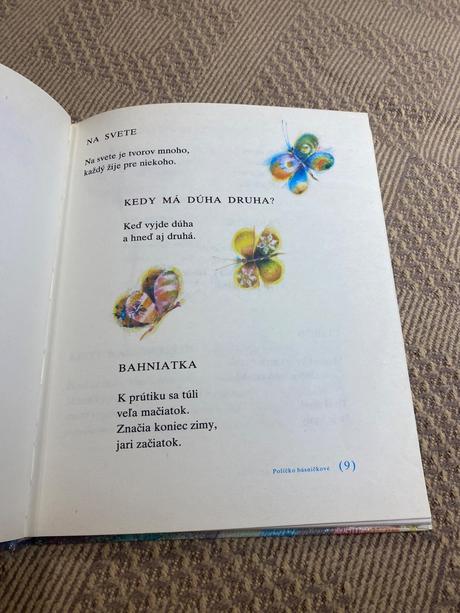 NA SVETE
Na svete je tvorov mnoho,
každý žije pre niekoho.
KEDY MÁ DÚHA DRUHA?
Keď vyjde dúha
a hneď aj druhá.
BAHNIATKA
K prútiku sa túli
veľa mačiatok.
Značia koniec zimy,
jari začiatok.
Políčko básničkové (9)